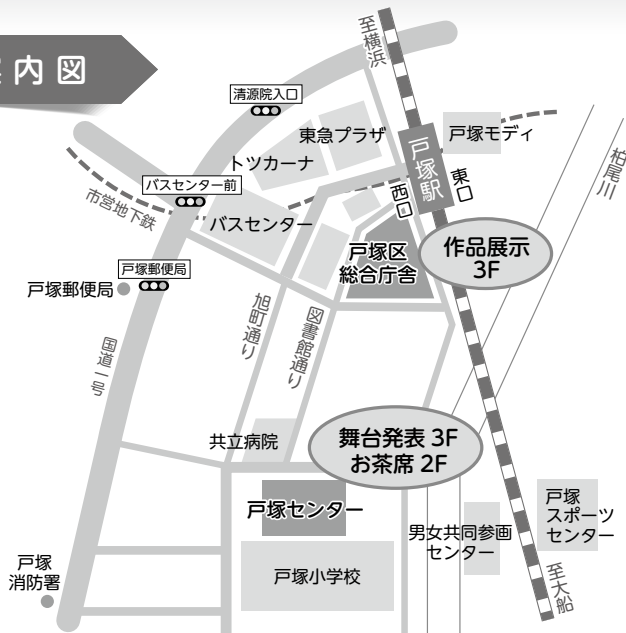 内図
至横浜
清源院入口
東急プラザ
戸塚モディ
トツカーナ
戸塚駅
柏尾川
バスセンター前
西口
東口
市営地下鉄
バスセンター
戸塚区
総合庁舎
作品展示
3F
戸塚郵便局
戸塚郵便局
旭町通り
図書館通り
国道一号
共立病院
舞台発表 3F
お茶席 2F
戸塚センター
戸塚
スポーツ
センター
男女共同参画
センター
戸塚
消防署
戸塚小学校
至大船